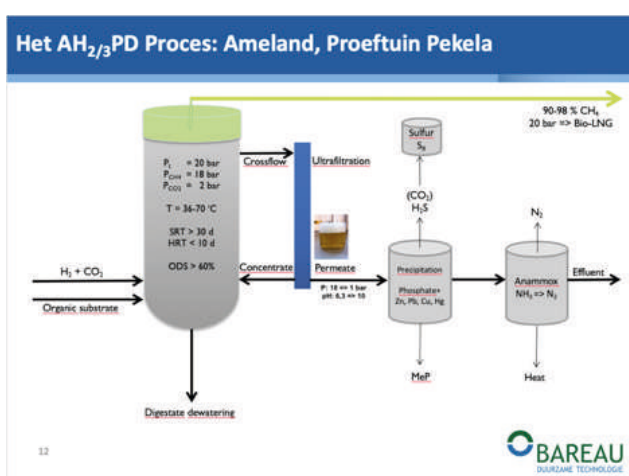 Het AH2/3PD Proces: Ameland, Proeftuin Pekela
90-98 % CH4
20 bar => Bio-LNG
Sulfur
S8
PL = 20 bar
PCH4 = 18 bar
PCO2 = 2 bar
T = 36-70 °C
SRT > 30 d
HRT < 10 d
ODS > 60%
Crossflow
Ultrafiltration
(CO2)
H2S
N2
H2 + CO2
Organic substrate
Concentrate
Permeate
P: 18 => 1 bar
pH: 6,3 => 10
Precipitation
Phosphate+
Zn, Pb, Cu, Hg
Anammox
NH3 => N2
Effluent
MeP
Heat
Digestate dewatering
12
BAREAU
DUURZAME TECHNOLOGIE